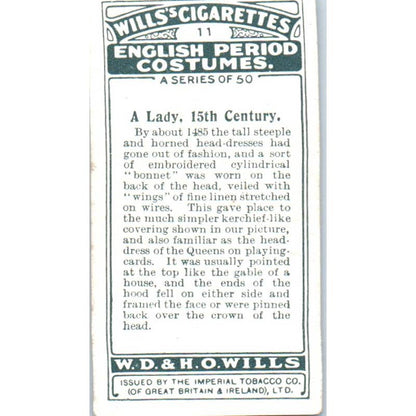 WILLS'S CIGARETTES
11
ENGLISH PERIOD
COSTUMES.
A SERIES OF 50
A Lady, 15th Century.
By about 1485 the tall steeple
and horned head-dresses had
gone out of fashion, and a sort
of embroidered cylindrical
"bonnet" was worn on the
back of the head, veiled with
"wings" of fine linen stretched
on wires. This gave place to
the much simpler kerchief-like
covering shown in our picture,
and also familiar as the head-
dress of the Queens on playing-
cards. It was usually pointed
at the top like the gable of a
house, and the ends of the
hood fell on either side and
framed the face or were pinned
back over the crown of the
head.
W.D.& H.O.WILLS
ISSUED BY THE IMPERIAL TOBACCO CO.
(OF GREAT BRITAIN & IRELAND), LTD.